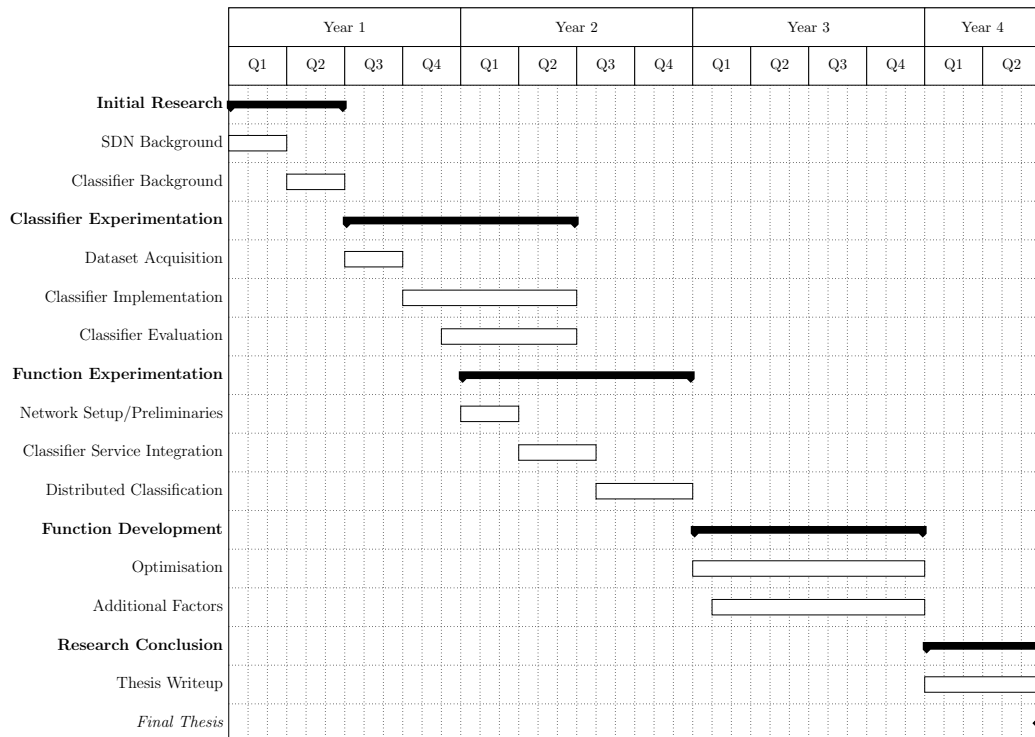 Year 1 Year 2 Year 3 Year 4
Q1 Q2 Q3 Q4 Q1 Q2 Q3 Q4 Q1 Q2 Q3 Q4 Q1 Q2
Initial Research
SDN Background
Classifier Background
Classifier Experimentation
Dataset Acquisition
Classifier Implementation
Classifier Evaluation
Function Experimentation
Network Setup/Preliminaries
Classifier Service Integration
Distributed Classification
Function Development
Optimisation
Additional Factors
Research Conclusion
Thesis Writeup
Final Thesis